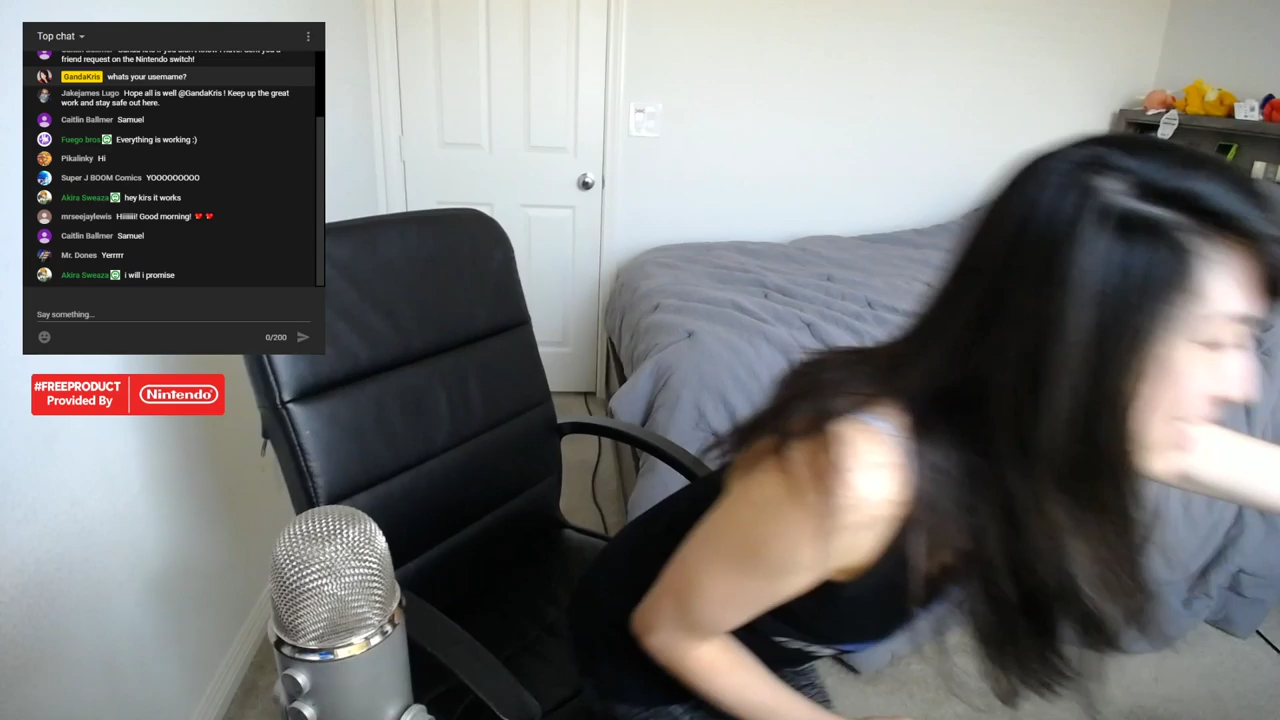 Top chat
friend request on the Nintendo switch!
GandaKris whats your username?
Jakejames Lugo Hope all is well @GandaKris ! Keep up the great
work and stay safe out here.
Caitlin Ballmer Samuel
Fuego bros Everything is working :)
Pikalinky Hi
Super J BOOM Comics YOOOOOOOOO
Akira Sweaza hey kirs it works
mrseejaylewis Hiiiiiii! Good morning!
Caitlin Ballmer Samuel
Mr. Dones Yerrrrr
Akira Sweaza i will i promise
Say something...
0/200
#FREEPRODUCT
Provided By
Nintendo